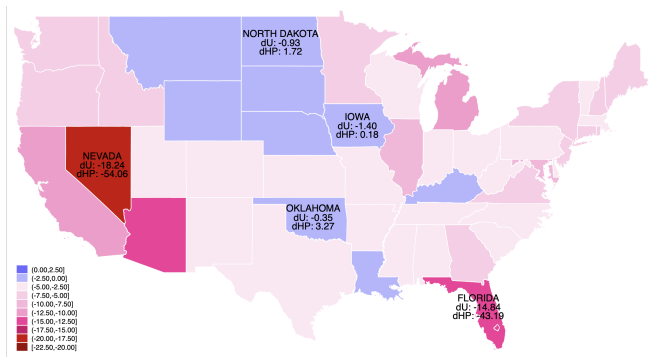 NORTH DAKOTA
dU: -0.93
dHP: 1.72
IOWA
dU: -1.40
dHP: 0.18
NEVADA
dU: -18.24
dHP: -54.06
OKLAHOMA
dU: -0.35
dHP: 3.27
FLORIDA
dU: -14.84
dHP: -43.19
(0.00,2.50]
(-2.50,0.00]
(-5.00,-2.50]
(-7.50,-5.00]
(-10.00,-7.50]
(-12.50,-10.00]
(-15.00,-12.50]
(-17.50,-15.00]
(-20.00,-17.50]
[-22.50,-20.00]